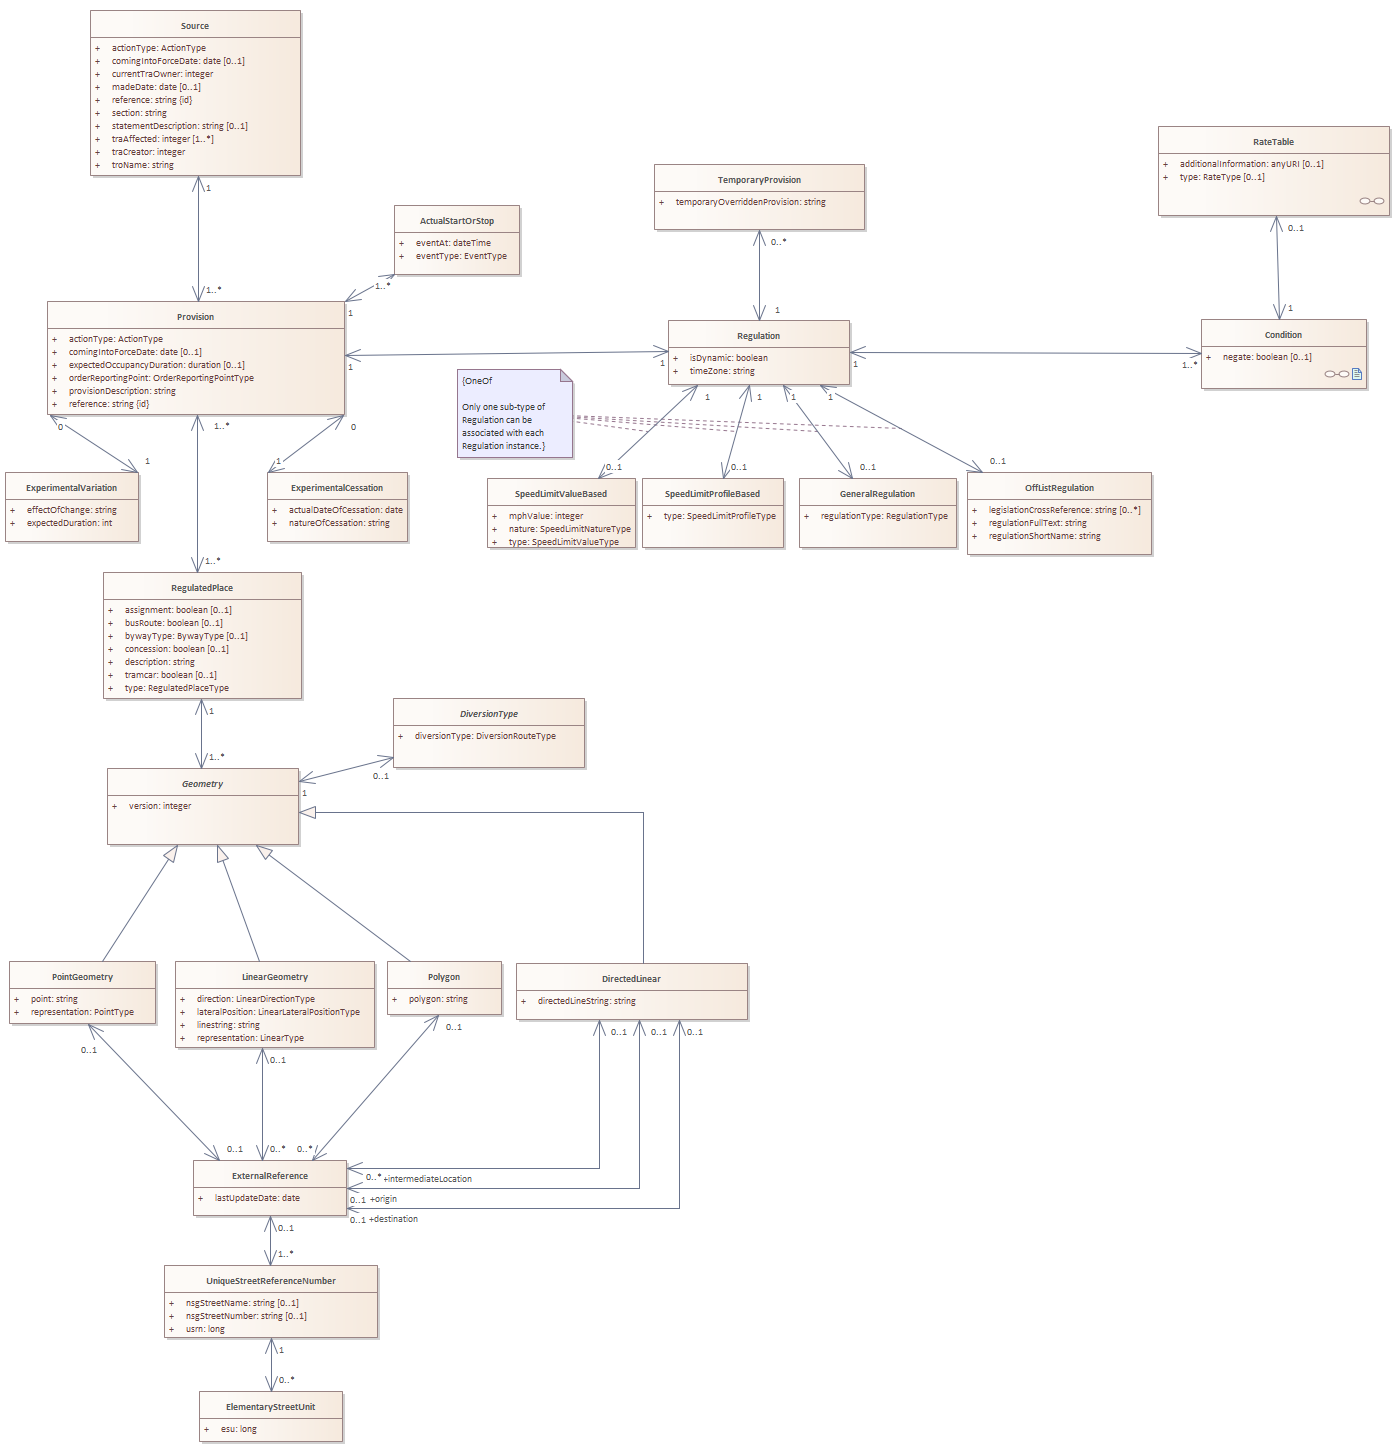 Source
+ actionType: ActionType
+ comingIntoForceDate: date [0..1]
+ currentTraOwner: integer
+ madeDate: date [0..1]
+ reference: string {id}
+ section: string
+ statementDescription: string [0..1]
+ traAffected: integer [1..*]
+ traCreator: integer
+ troName: string
1
1..*
ActualStartOrStop
+ eventAt: dateTime
+ eventType: EventType
1..*
1
TemporaryProvision
+ temporaryOverriddenProvision: string
0..*
1
RateTable
+ additionalInformation: anyURI [0..1]
+ type: RateType [0..1]
0..1
1
Provision
+ actionType: ActionType
+ comingIntoForceDate: date [0..1]
+ expectedOccupancyDuration: duration [0..1]
+ orderReportingPoint: OrderReportingPointType
+ provisionDescription: string
+ reference: string {id}
1
1
Regulation
+ isDynamic: boolean
+ timeZone: string
1
1..*
Condition
+ negate: boolean [0..1]
{OneOf
Only one sub-type of
Regulation can be
associated with each
Regulation instance.}
1
1
1
1
0..1
0..1
0..1
0..1
0
1
1..*
0
1
ExperimentalVariation
+ effectOfChange: string
+ expectedDuration: int
ExperimentalCessation
+ actualDateOfCessation: date
+ natureOfCessation: string
SpeedLimitValueBased
+ mphValue: integer
+ nature: SpeedLimitNatureType
+ type: SpeedLimitValueType
SpeedLimitProfileBased
+ type: SpeedLimitProfileType
GeneralRegulation
+ regulationType: RegulationType
OffListRegulation
+ legislationCrossReference: string [0..*]
+ regulationFullText: string
+ regulationShortName: string
1..*
RegulatedPlace
+ assignment: boolean [0..1]
+ busRoute: boolean [0..1]
+ bywayType: BywayType [0..1]
+ concession: boolean [0..1]
+ description: string
+ tramcar: boolean [0..1]
+ type: RegulatedPlaceType
1
1..*
DiversionType
+ diversionType: DiversionRouteType
0..1
1
Geometry
+ version: integer
PointGeometry
+ point: string
+ representation: PointType
LinearGeometry
+ direction: LinearDirectionType
+ lateralPosition: LinearLateralPositionType
+ linestring: string
+ representation: LinearType
Polygon
+ polygon: string
DirectedLinear
+ directedLineString: string
0..1
0..1
0..1
0..1
0..1
0..1
0..1
0..*
0..*
ExternalReference
+ lastUpdateDate: date
0..* +intermediateLocation
0..1 +origin
0..1 +destination
0..1
1..*
UniqueStreetReferenceNumber
+ nsgStreetName: string [0..1]
+ nsgStreetNumber: string [0..1]
+ usrn: long
1
0..*
ElementaryStreetUnit
+ esu: long